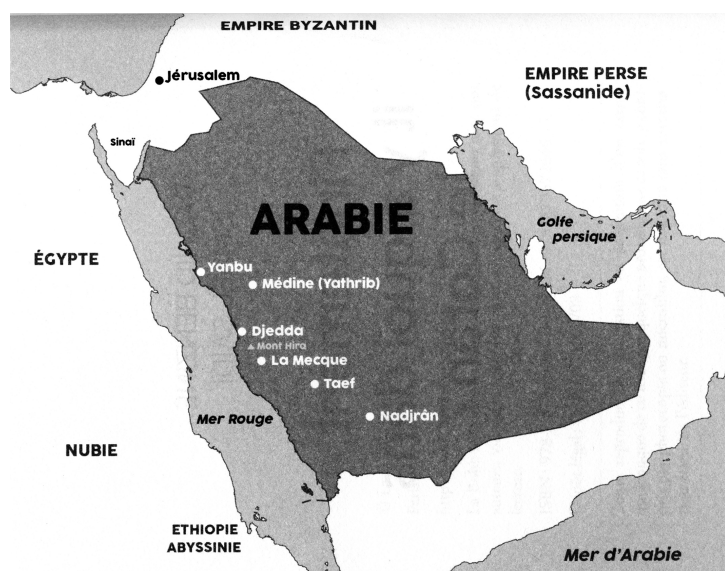 EMPIRE BYZANTIN
Jérusalem
EMPIRE PERSE
(Sassanide)
Sinaï
ARABIE
Golfe
persique
ÉGYPTE
Yanbu
Médine (Yathrib)
Djedda
Mont Hira
La Mecque
Taef
Mer Rouge
Nadjrân
NUBIE
ETHIOPIE
ABYSSINIE
Mer d'Arabie